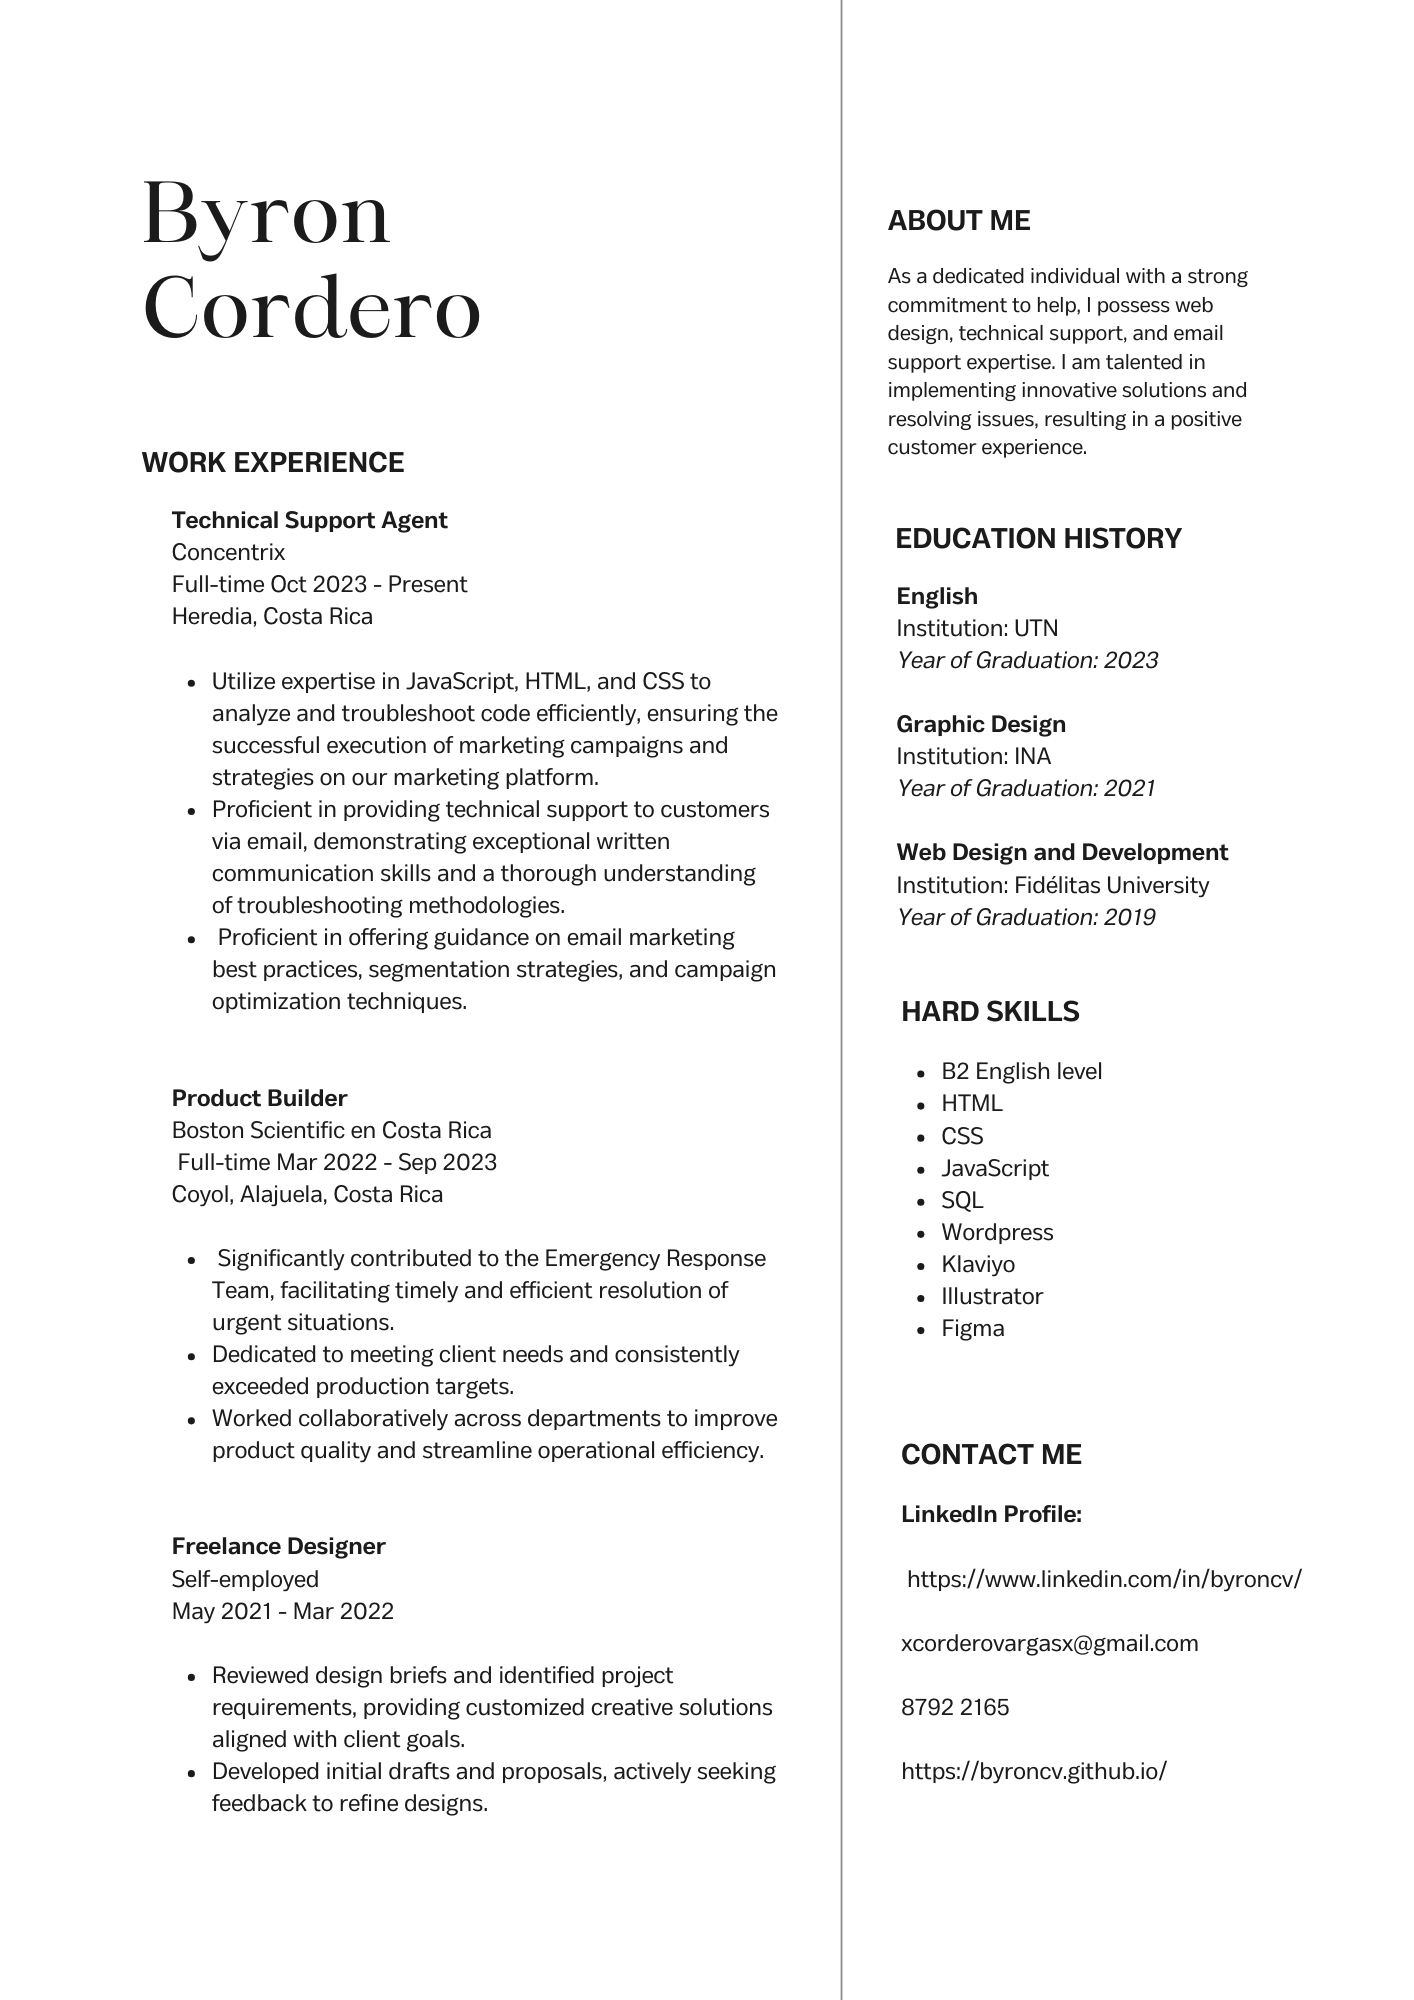 Byron
Cordero
WORK EXPERIENCE
Technical Support Agent
Concentrix
Full-time Oct 2023 - Present
Heredia, Costa Rica
• Utilize expertise in JavaScript, HTML, and CSS to
analyze and troubleshoot code efficiently, ensuring the
successful execution of marketing campaigns and
strategies on our marketing platform.
• Proficient in providing technical support to customers
via email, demonstrating exceptional written
communication skills and a thorough understanding
of troubleshooting methodologies.
• Proficient in offering guidance on email marketing
best practices, segmentation strategies, and campaign
optimization techniques.
Product Builder
Boston Scientific en Costa Rica
Full-time Mar 2022 - Sep 2023
Coyol, Alajuela, Costa Rica
• Significantly contributed to the Emergency Response
Team, facilitating timely and efficient resolution of
urgent situations.
• Dedicated to meeting client needs and consistently
exceeded production targets.
• Worked collaboratively across departments to improve
product quality and streamline operational efficiency.
Freelance Designer
Self-employed
May 2021 - Mar 2022
• Reviewed design briefs and identified project
requirements, providing customized creative solutions
aligned with client goals.
• Developed initial drafts and proposals, actively seeking
feedback to refine designs.
ABOUT ME
As a dedicated individual with a strong
commitment to help, I possess web
design, technical support, and email
support expertise. I am talented in
implementing innovative solutions and
resolving issues, resulting in a positive
customer experience.
EDUCATION HISTORY
English
Institution: UTN
Year of Graduation: 2023
Graphic Design
Institution: INA
Year of Graduation: 2021
Web Design and Development
Institution: Fidélitas University
Year of Graduation: 2019
HARD SKILLS
• B2 English level
• HTML
• CSS
• JavaScript
• SQL
• Wordpress
• Klaviyo
• Illustrator
• Figma
CONTACT ME
LinkedIn Profile:
https://www.linkedin.com/in/byroncv/
xcorderovargasx@gmail.com
8792 2165
https://byroncv.github.io/